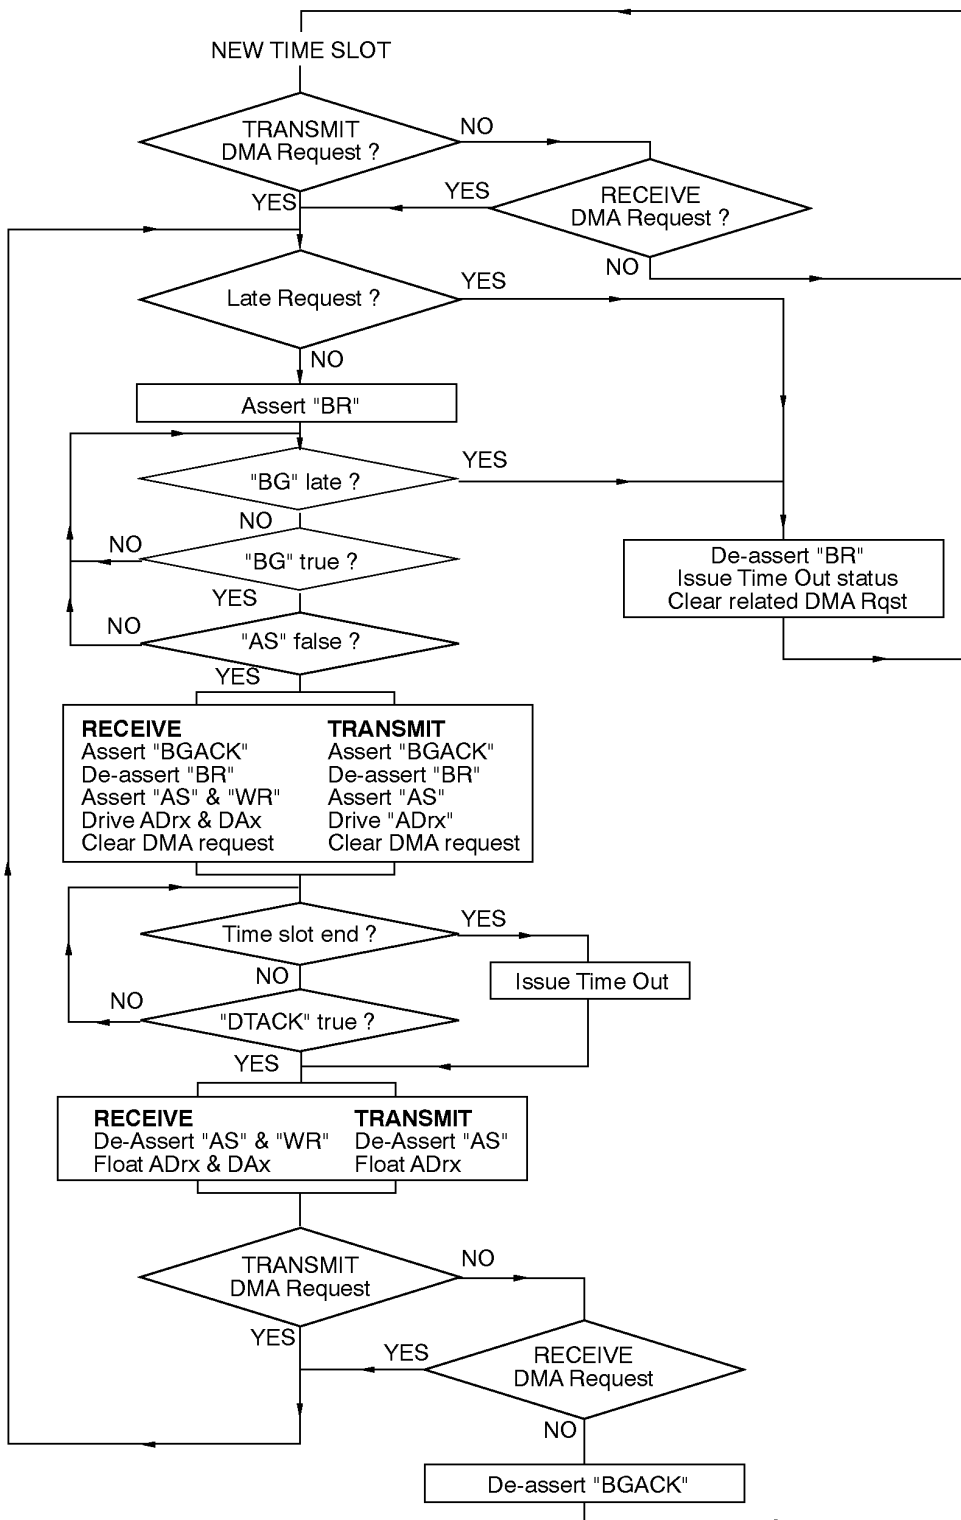 NEW TIME SLOT
TRANSMIT
DMA Request ?
NO
YES
YES
RECEIVE
DMA Request ?
NO
Late Request ?
YES
NO
Assert "BR"
"BG" late ?
YES
NO
"BG" true ?
NO
YES
"AS" false ?
NO
YES
De-assert "BR"
Issue Time Out status
Clear related DMA Rqst
RECEIVE
Assert "BGACK"
De-assert "BR"
Assert "AS" & "WR"
Drive ADrx & DAx
Clear DMA request
TRANSMIT
Assert "BGACK"
De-assert "BR"
Assert "AS"
Drive "ADrx"
Clear DMA request
Time slot end ?
YES
NO
Issue Time Out
"DTACK" true ?
NO
YES
RECEIVE
De-Assert "AS" & "WR"
Float ADrx & DAx
TRANSMIT
De-Assert "AS"
Float ADrx
TRANSMIT
DMA Request
NO
YES
YES
RECEIVE
DMA Request
NO
De-assert "BGACK"